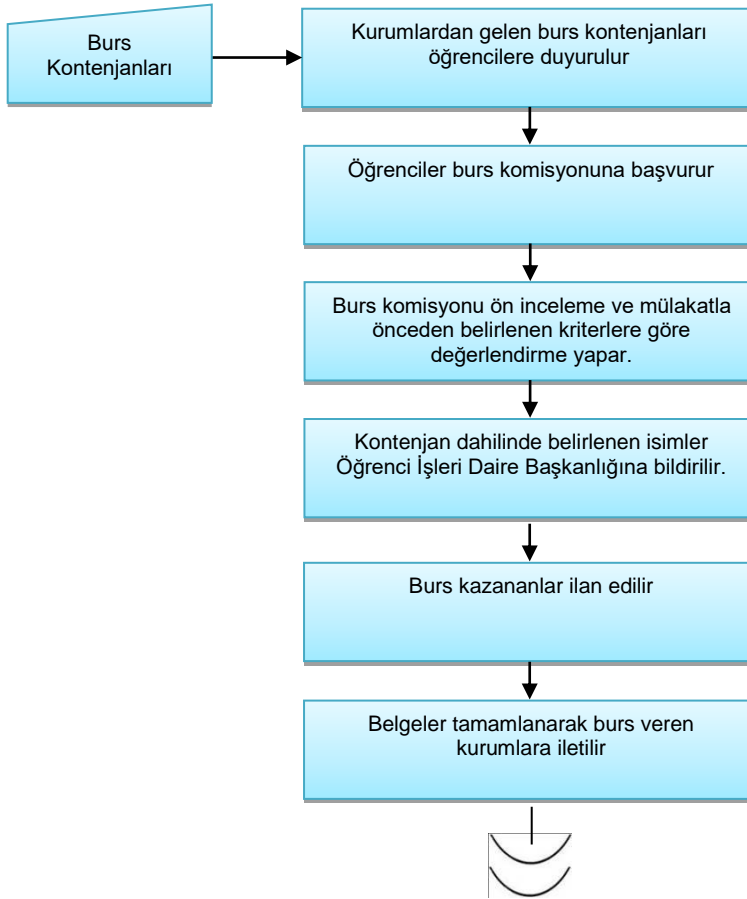 Burs
Kontenjanları
Kurumlardan gelen burs kontenjanları
öğrencilere duyurulur
Öğrenciler burs komisyonuna başvurur
Burs komisyonu ön inceleme ve mülakatla
önceden belirlenen kriterlere göre
değerlendirme yapar.
Kontenjan dahilinde belirlenen isimler
Öğrenci İşleri Daire Başkanlığına bildirilir.
Burs kazananlar ilan edilir
Belgeler tamamlanarak burs veren
kurumlara iletilir